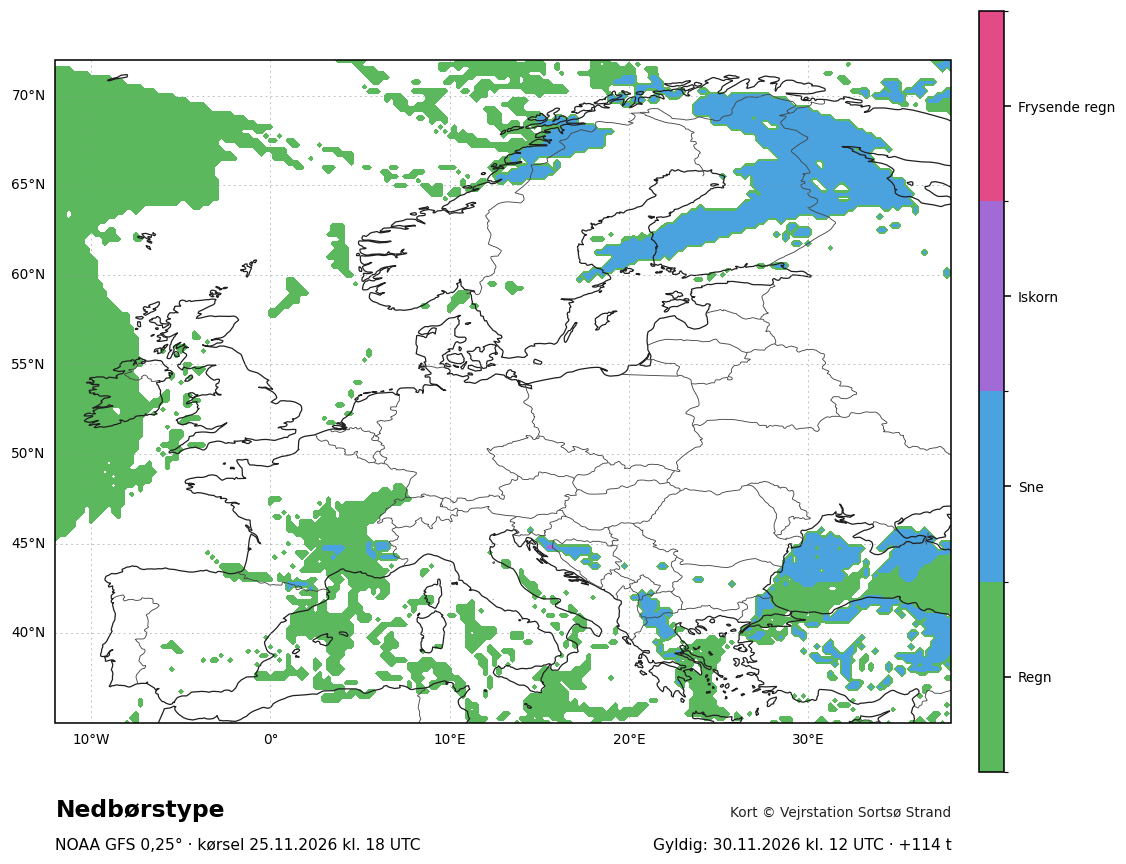 Frysende regn
Iskorn
Sne
Regn
70°N
65°N
60°N
55°N
50°N
45°N
40°N
10°W
0°
10°E
20°E
30°E
Nedbørstype
Kort © Vejrstation Sortsø Strand
NOAA GFS 0,25° · kørsel 25.11.2026 kl. 18 UTC
Gyldig: 30.11.2026 kl. 12 UTC · +114 t